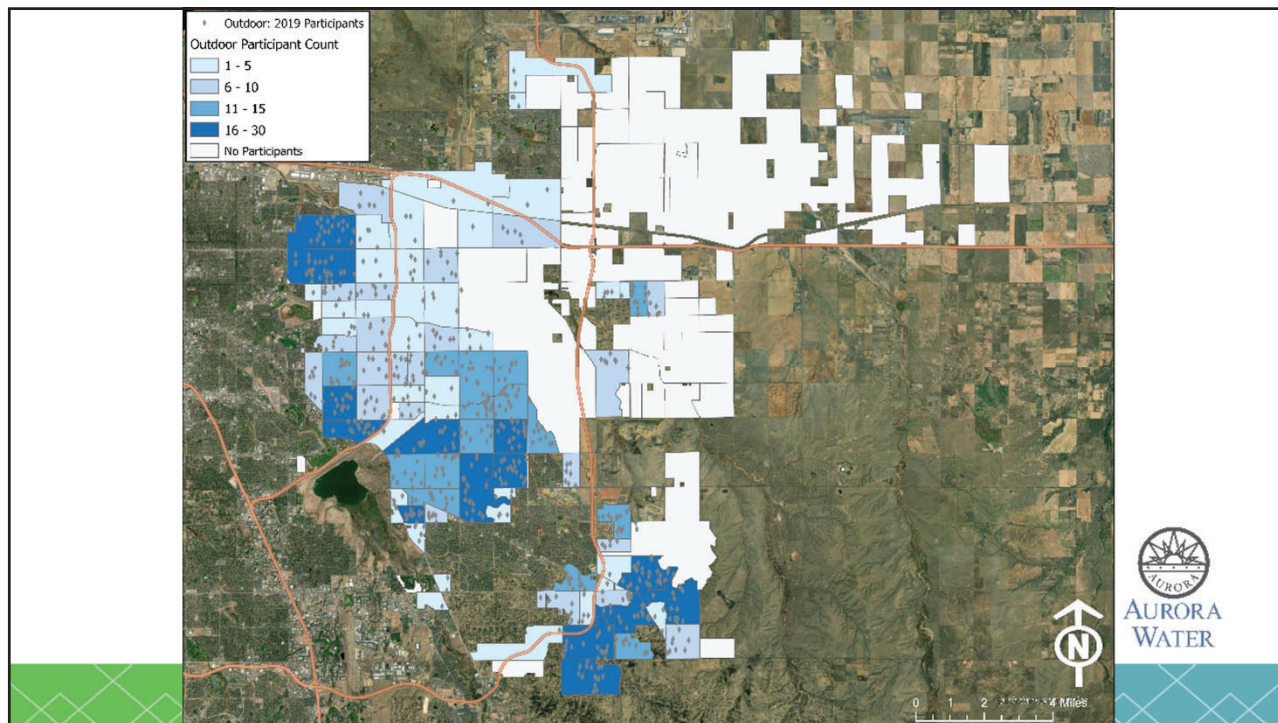 Outdoor: 2019 Participants
Outdoor Participant Count
1 - 5
6 - 10
11 - 15
16 - 30
No Participants
AURORA
AURORA
WATER
N
0 1 2 4 Miles